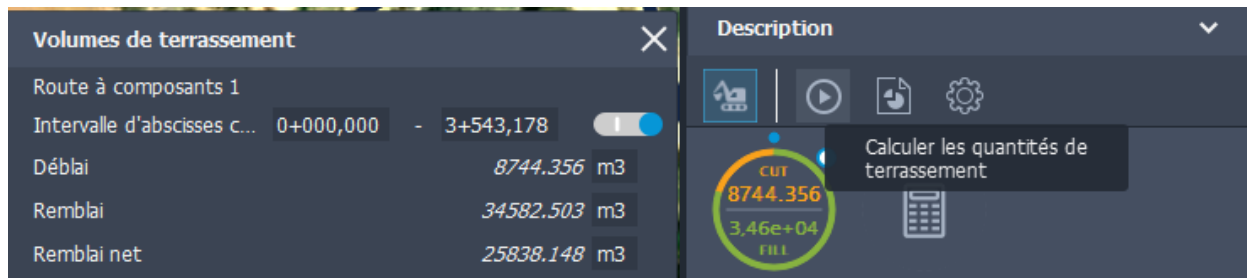 Volumes de terrassement
Route à composants 1
Intervalle d'abscisses c... 0+000,000 - 3+543,178
Déblai 8744.356 m3
Remblai 34582.503 m3
Remblai net 25838.148 m3
Description
Calculer les quantités de
terrassement
CUT
8744.356
3,46e+04
FILL